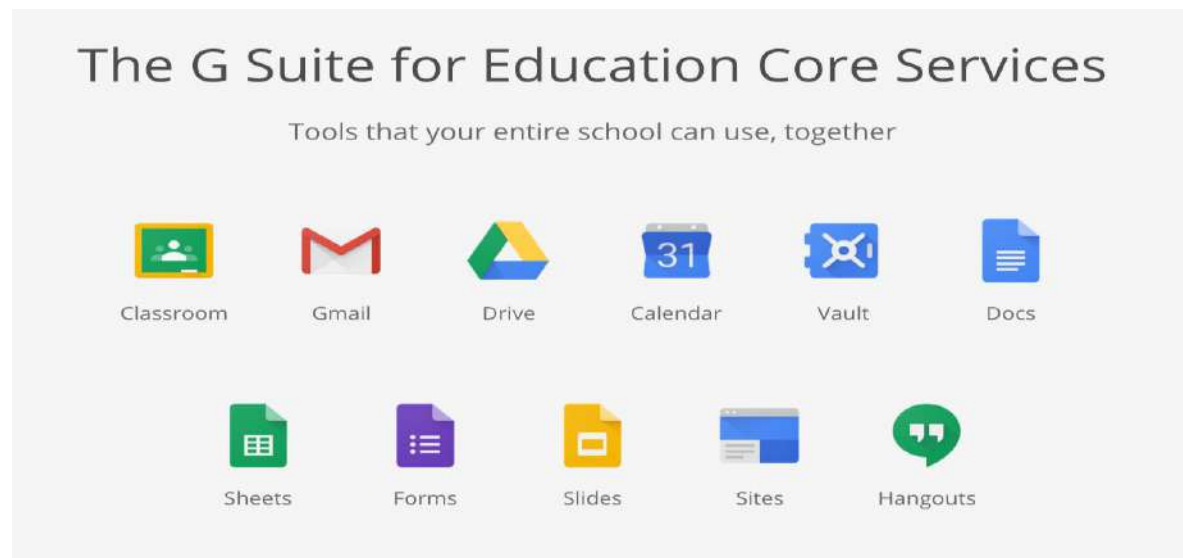 The G Suite for Education Core Services
Tools that your entire school can use, together
31
Classroom Gmail Drive Calendar Vault Docs
Sheets Forms Slides Sites Hangouts